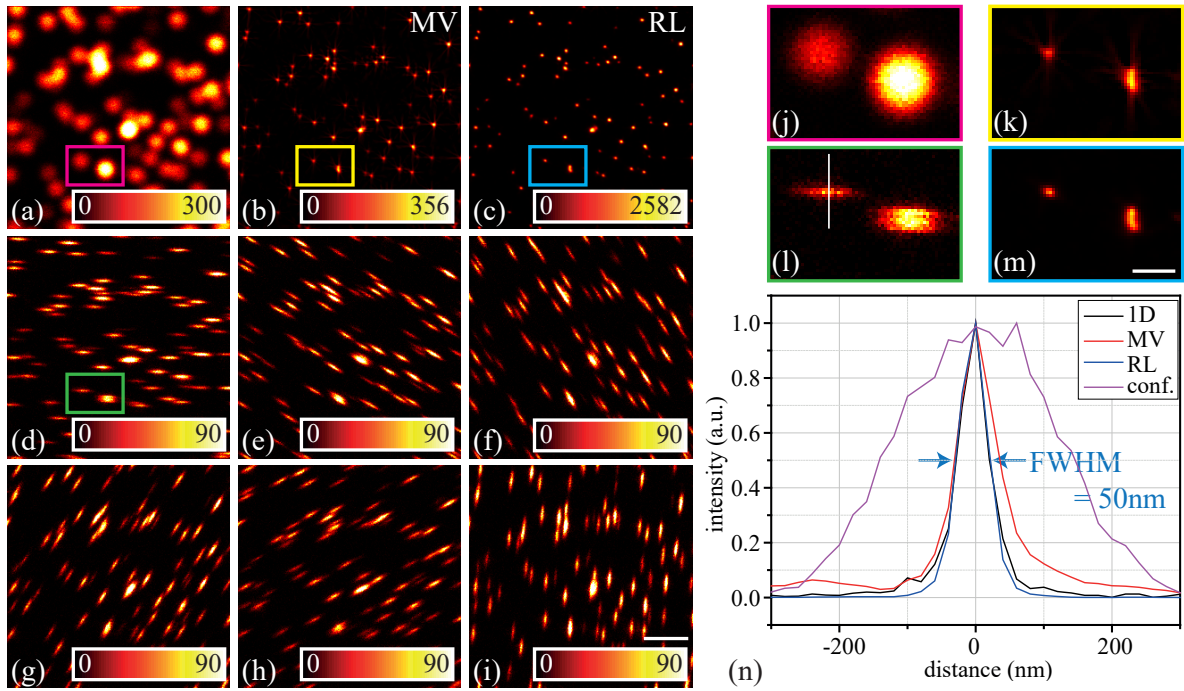 MV
RL
(a)
0
300
(b)
0
356
(c)
0
2582
(d)
0
90
(e)
0
90
(f)
0
90
(g)
0
90
(h)
0
90
(i)
0
90
(j)
(k)
(l)
(m)
1D
MV
RL
conf.
1.0
0.8
0.6
0.4
0.2
0.0
intensity (a.u.)
FWHM
= 50nm
-200
0
200
distance (nm)
(n)